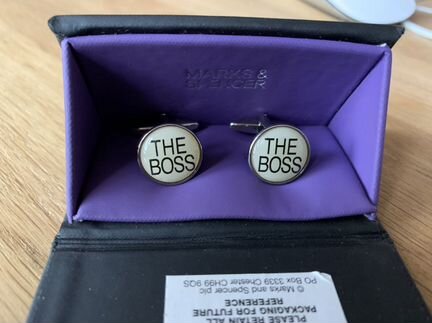 MARKS &
SPENCER
THE
BOSS
THE
BOSS
PLEASE RETAIN ALL
PACKAGING FOR FUTURE
REFERENCE
© Marks and Spencer plc
PO Box 3339 Chester CH99 9QS